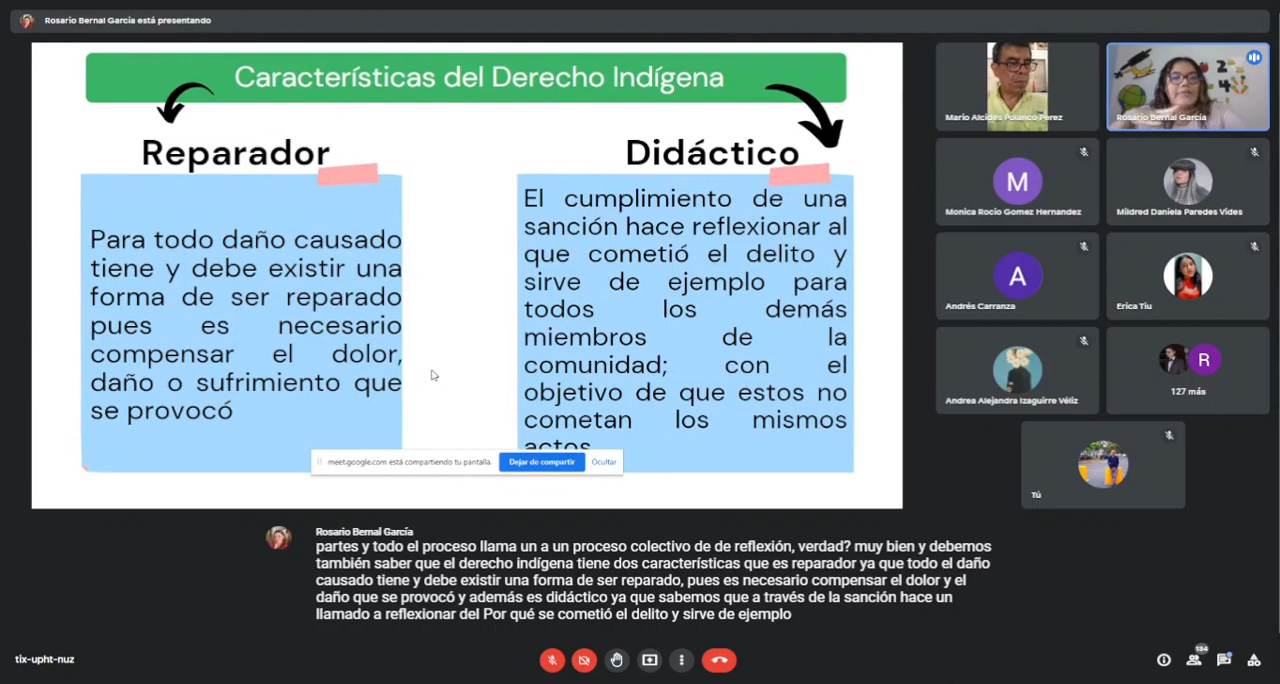 Rosario Bernal García está presentando
Características del Derecho Indígena
Reparador
Para todo daño causado
tiene y debe existir una
forma de ser reparado
pues es necesario
compensar el dolor,
daño o sufrimiento que
se provocó
Didáctico
El cumplimiento de una
sanción hace reflexionar al
que cometió el delito y
sirve de ejemplo para
todos los demás
miembros de la
comunidad; con el
objetivo de que estos no
cometan los mismos
actos
meet.google.com está compartiendo tu pantalla.
Dejar de compartir
Ocultar
Mario Alcides Polanco Perez
Rosario Bernal García
M
Monica Rocio Gomez Hernandez
Mildred Daniela Paredes Vides
A
Andrés Carranza
Erica Tiu
Andrea Alejandra Izaguirre Véliz
R
127 más
Tú
Rosario Bernal García
partes y todo el proceso llama un a un proceso colectivo de de reflexión, verdad? muy bien y debemos
también saber que el derecho indígena tiene dos características que es reparador ya que todo el daño
causado tiene y debe existir una forma de ser reparado, pues es necesario compensar el dolor y el
daño que se provocó y además es didáctico ya que sabemos que a través de la sanción hace un
llamado a reflexionar del Por qué se cometió el delito y sirve de ejemplo
tix-upht-nuz
134